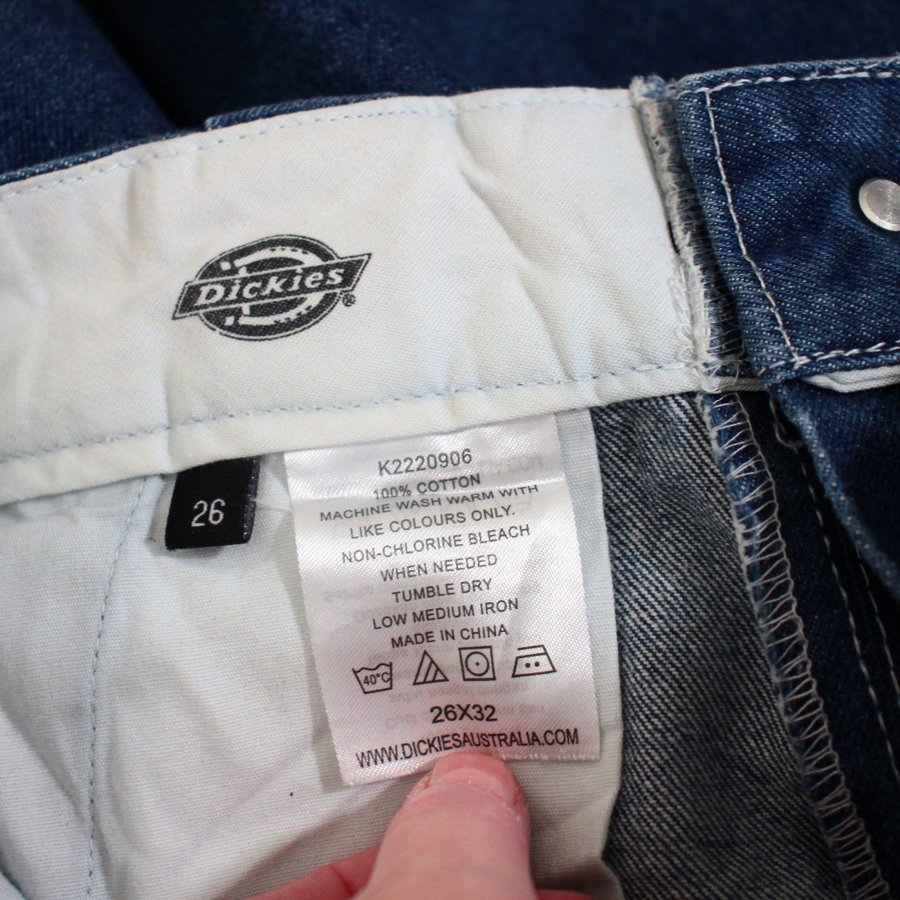 Dickies®
26
K2220906
100% COTTON
MACHINE WASH WARM WITH
LIKE COLOURS ONLY.
NON-CHLORINE BLEACH
WHEN NEEDED
TUMBLE DRY
LOW MEDIUM IRON
MADE IN CHINA
40°C
26X32
WWW.DICKIESAUSTRALIA.COM